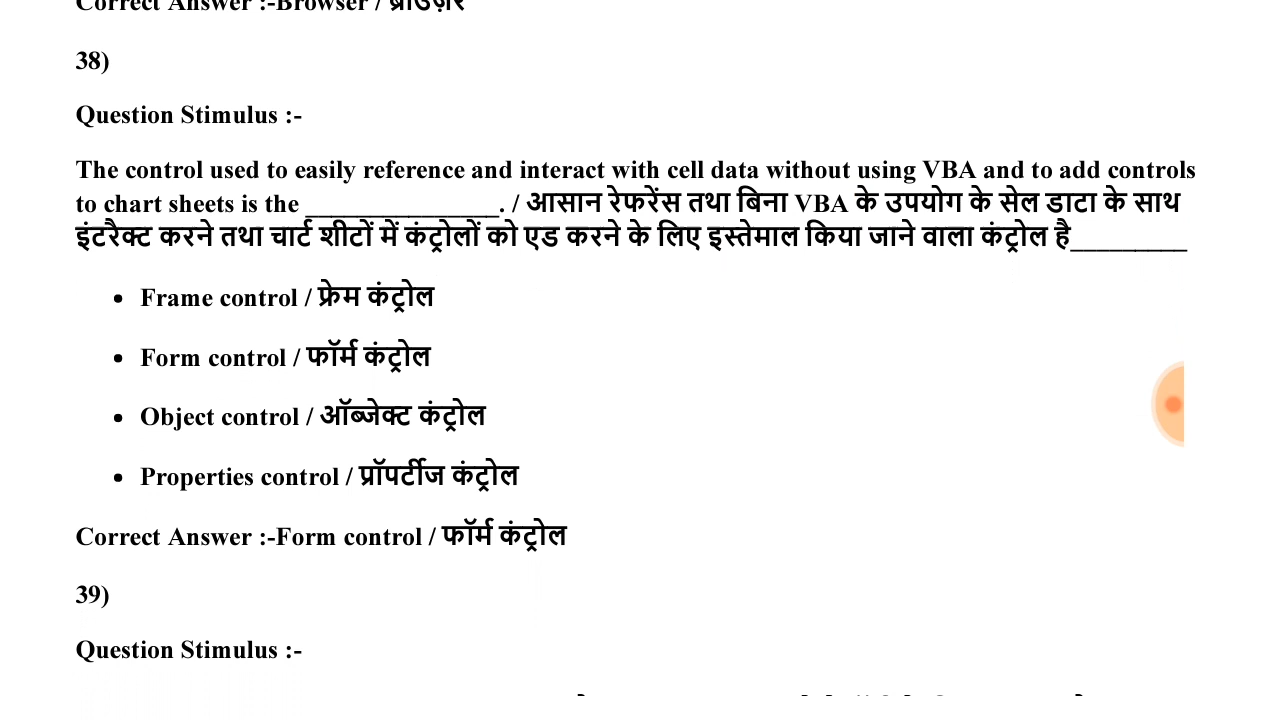 Correct Answer :-Browser / ब्राउज़र
38)
Question Stimulus :-
The control used to easily reference and interact with cell data without using VBA and to add controls
to chart sheets is the _______________. / आसान रेफरेंस तथा बिना VBA के उपयोग के सेल डाटा के साथ
इंटरैक्ट करने तथा चार्ट शीटों में कंट्रोलों को एड करने के लिए इस्तेमाल किया जाने वाला कंट्रोल है_________
• Frame control / फ्रेम कंट्रोल
• Form control / फॉर्म कंट्रोल
• Object control / ऑब्जेक्ट कंट्रोल
• Properties control / प्रॉपर्टीज कंट्रोल
Correct Answer :-Form control / फॉर्म कंट्रोल
39)
Question Stimulus :-